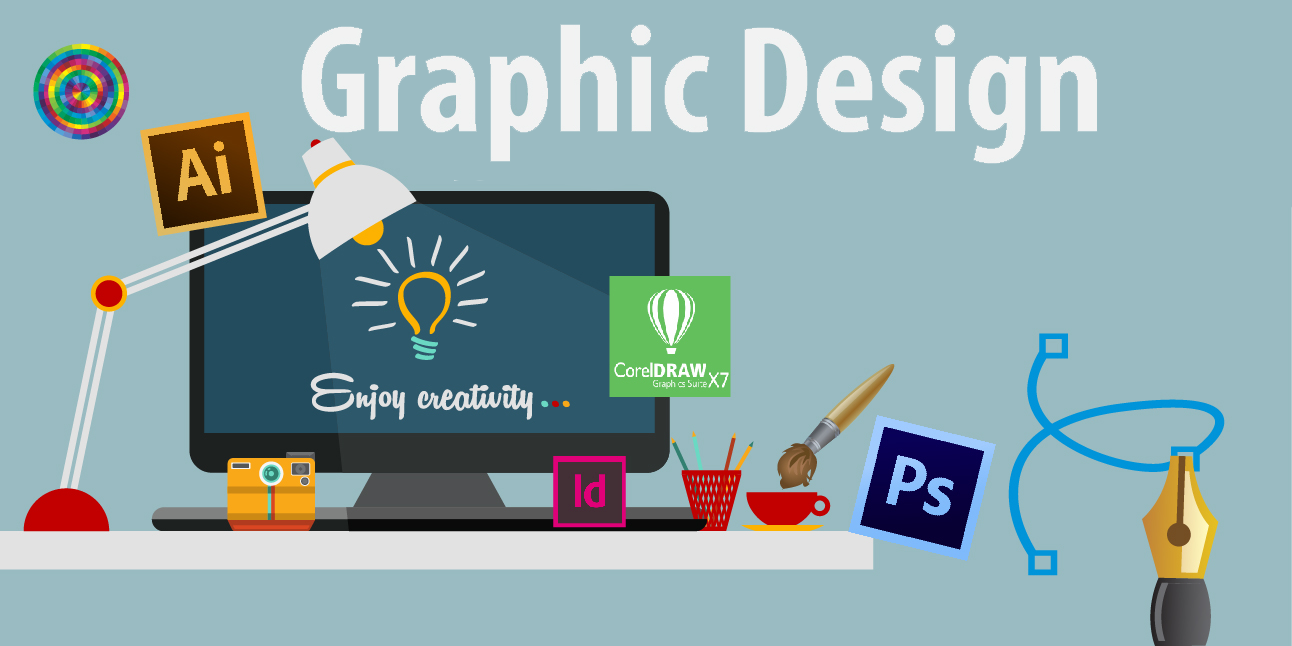 Graphic Design
Ai
Enjoy creativity...
CorelDRAW
Graphics Suite X7
Id
Ps